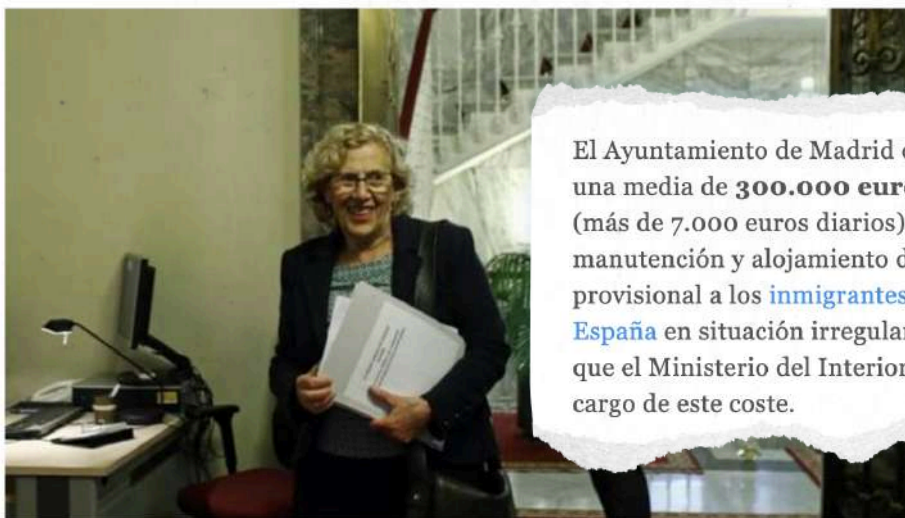 El Ayuntamiento de Madrid
una media de 300.000
(más de 7.000 euros diarios)
manutención y alojamiento
provisional a los inmigrantes
España en situación irregular
que el Ministerio del Interior
cargo de este coste.